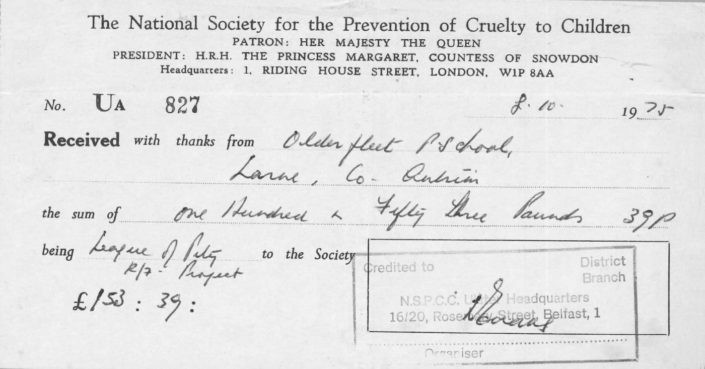 The National Society for the Prevention of Cruelty to Children
PATRON: HER MAJESTY THE QUEEN
PRESIDENT: H.R.H. THE PRINCESS MARGARET, COUNTESS OF SNOWDON
Headquarters: 1, RIDING HOUSE STREET, LONDON, W1P 8AA
No. UA 827 8.10. 1975
Received with thanks from Olderfleet P School,
Larne, Co. Antrim
the sum of one Hundred & Fifty Three Pounds 39p
being League of Pity to the Society
Project
£153:39:
Credited to District
Branch
N.S.P.C.C. Headquarters
16/20, Street, Belfast, 1
Organiser